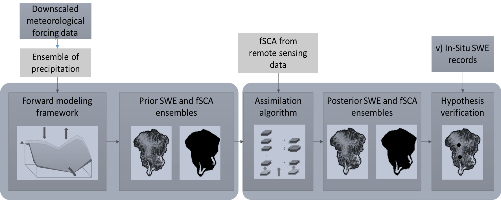 Downscaled
meteorological
forcing data
Ensemble of
precipitation
fSCA from
remote sensing
data
v) In-Situ SWE
records
Forward modeling
framework
Prior SWE and fSCA
ensembles
Assimilation
algorithm
Posterior SWE and fSCA
ensembles
Hypothesis
verification